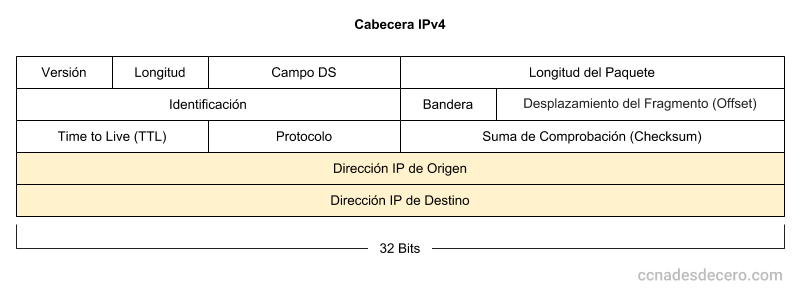 Cabecera IPv4
Versión Longitud Campo DS Longitud del Paquete
Identificación Bandera Desplazamiento del Fragmento (Offset)
Time to Live (TTL) Protocolo Suma de Comprobación (Checksum)
Dirección IP de Origen
Dirección IP de Destino
32 Bits
ccnadesdecero.com